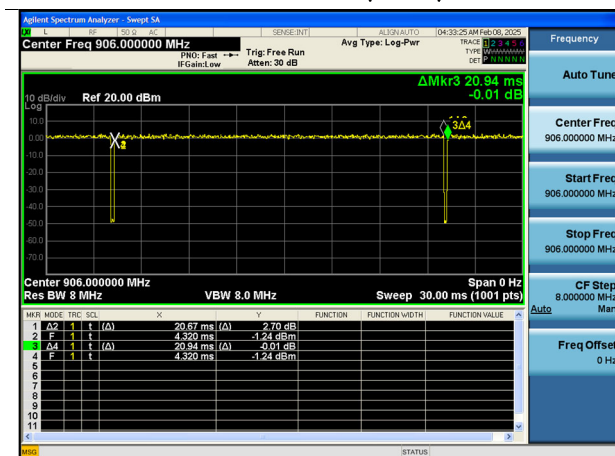 Agilent Spectrum Analyzer - Swept SA
L RF 50 Ω AC SENSE:INT ALIGN AUTO 04:33:25 AM Feb 08, 2025
Center Freq 906.000000 MHz
PNO: Fast
IFGain:Low
Trig: Free Run
Atten: 30 dB
Avg Type: Log-Pwr
TRACE 1 2 3 4 5 6
TYPE
DET P N N N N N
ΔMkr3 20.94 ms
-0.01 dB
10 dB/div Ref 20.00 dBm
Log
10.0
0.00
-10.0
-20.0
-30.0
-40.0
-50.0
-60.0
-70.0
3Δ4
Center 906.000000 MHz Span 0 Hz
Res BW 8 MHz VBW 8.0 MHz Sweep 30.00 ms (1001 pts)
MKR MODE TRC SCL X Y FUNCTION FUNCTION WIDTH FUNCTION VALUE
1 Δ2 1 t (Δ) 20.67 ms (Δ) 2.70 dB
2 F 1 t 4.320 ms -1.24 dBm
3 Δ4 1 t (Δ) 20.94 ms (Δ) -0.01 dB
4 F 1 t 4.320 ms -1.24 dBm
5
6
7
8
9
10
11
MSG STATUS
Frequency
Auto Tune
Center Freq
906.000000 MHz
Start Freq
906.000000 MHz
Stop Freq
906.000000 MHz
CF Step
8.000000 MHz
Auto Man
Freq Offset
0 Hz